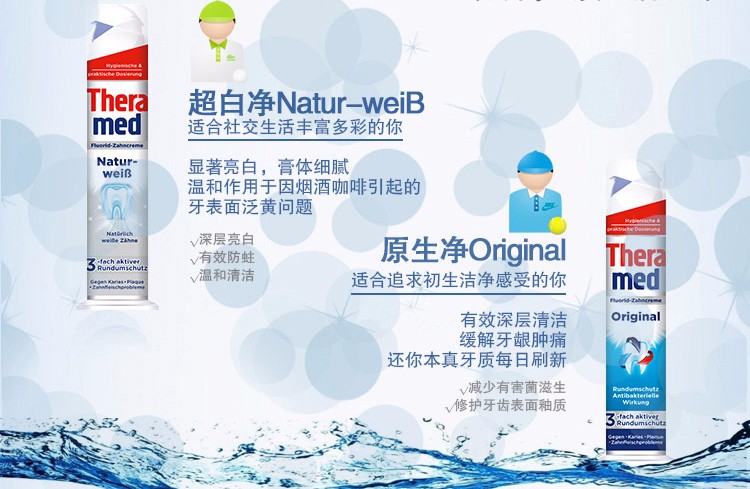 Hygienische &
praktische Dosierung
Thera
med
Fluorid-Zahncreme
Natur-
weiß
Natürlich
weiße Zähne
3-fach aktiver
Rundumschutz
Gegen Karies•Plaque
•Zahnfleischprobleme
超白净Natur-weiB
适合社交生活丰富多彩的你
显著亮白，膏体细腻
温和作用于因烟酒咖啡引起的
牙表面泛黄问题
√深层亮白
√有效防蛀
√温和清洁
原生净Original
适合追求初生洁净感受的你
有效深层清洁
缓解牙龈肿痛
还你本真牙质每日刷新
√减少有害菌滋生
√修护牙齿表面釉质
Hygienische &
praktische Dosierung
Thera
med
Fluorid-Zahncreme
Original
Rundumschutz
Antibakterielle
Wirkung
3-fach aktiver
Rundumschutz
Gegen•Karies•Plaque
•Zahnfleischprobleme